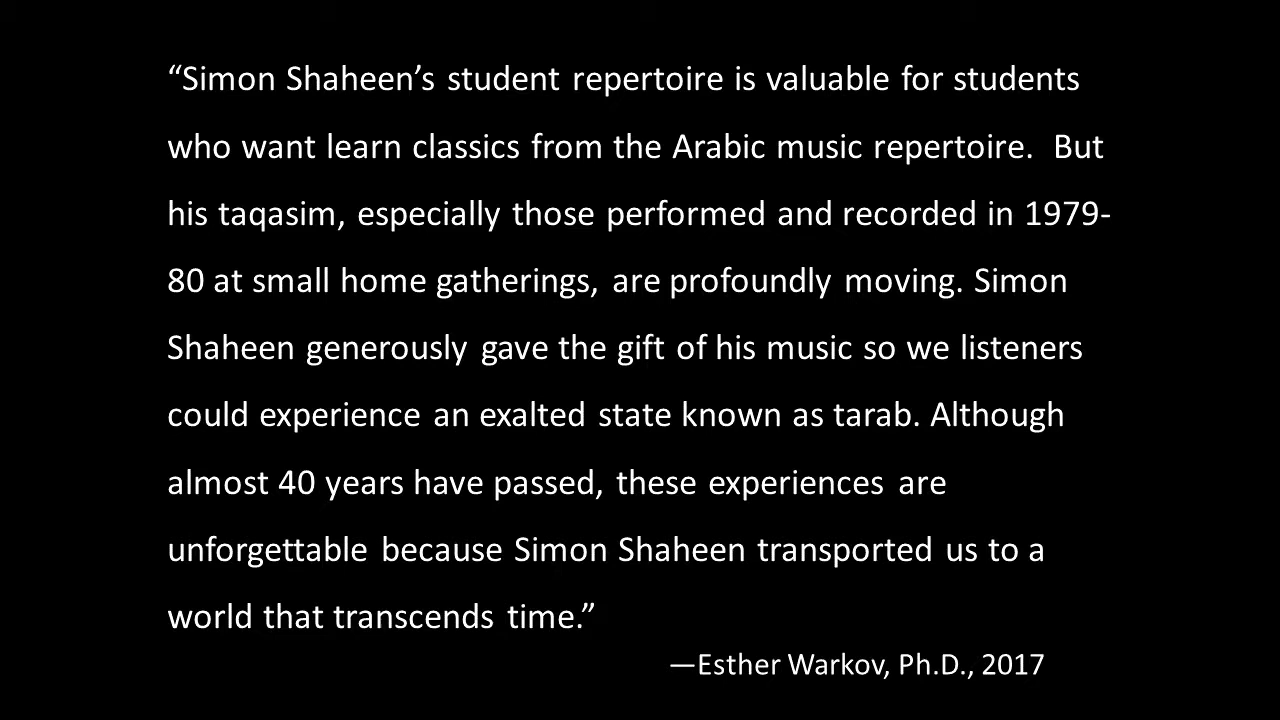 “Simon Shaheen’s student repertoire is valuable for students
who want learn classics from the Arabic music repertoire.  But
his taqasim, especially those performed and recorded in 1979-
80 at small home gatherings, are profoundly moving. Simon
Shaheen generously gave the gift of his music so we listeners
could experience an exalted state known as tarab. Although
almost 40 years have passed, these experiences are
unforgettable because Simon Shaheen transported us to a
world that transcends time.”
—Esther Warkov, Ph.D., 2017